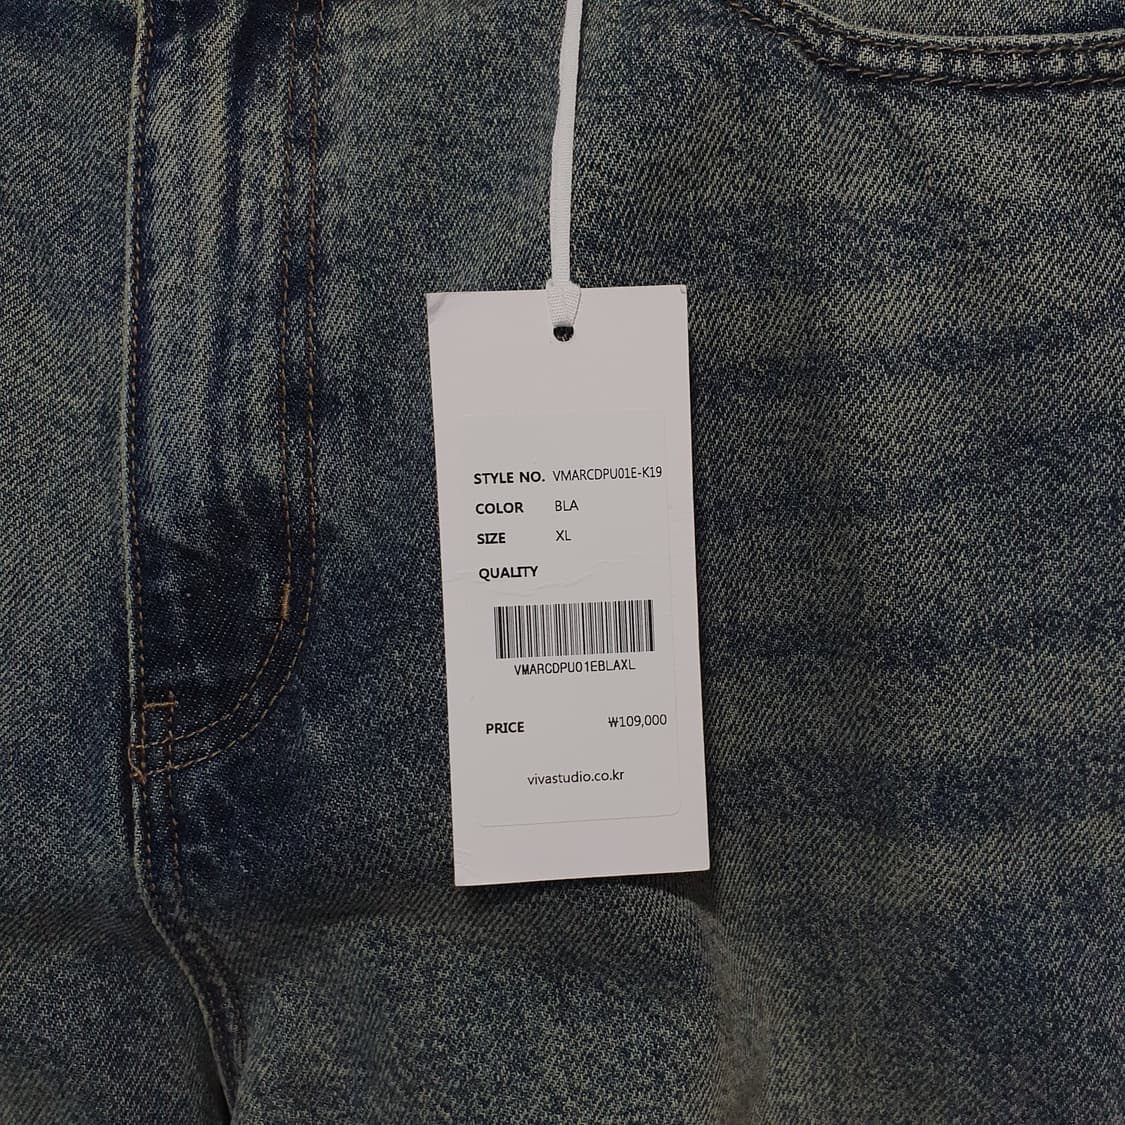 STYLE NO. VMARCDPU01E-K19
COLOR BLA
SIZE XL
QUALITY
VMARCDPU01EBLAXL
PRICE ₩109,000
vivastudio.co.kr